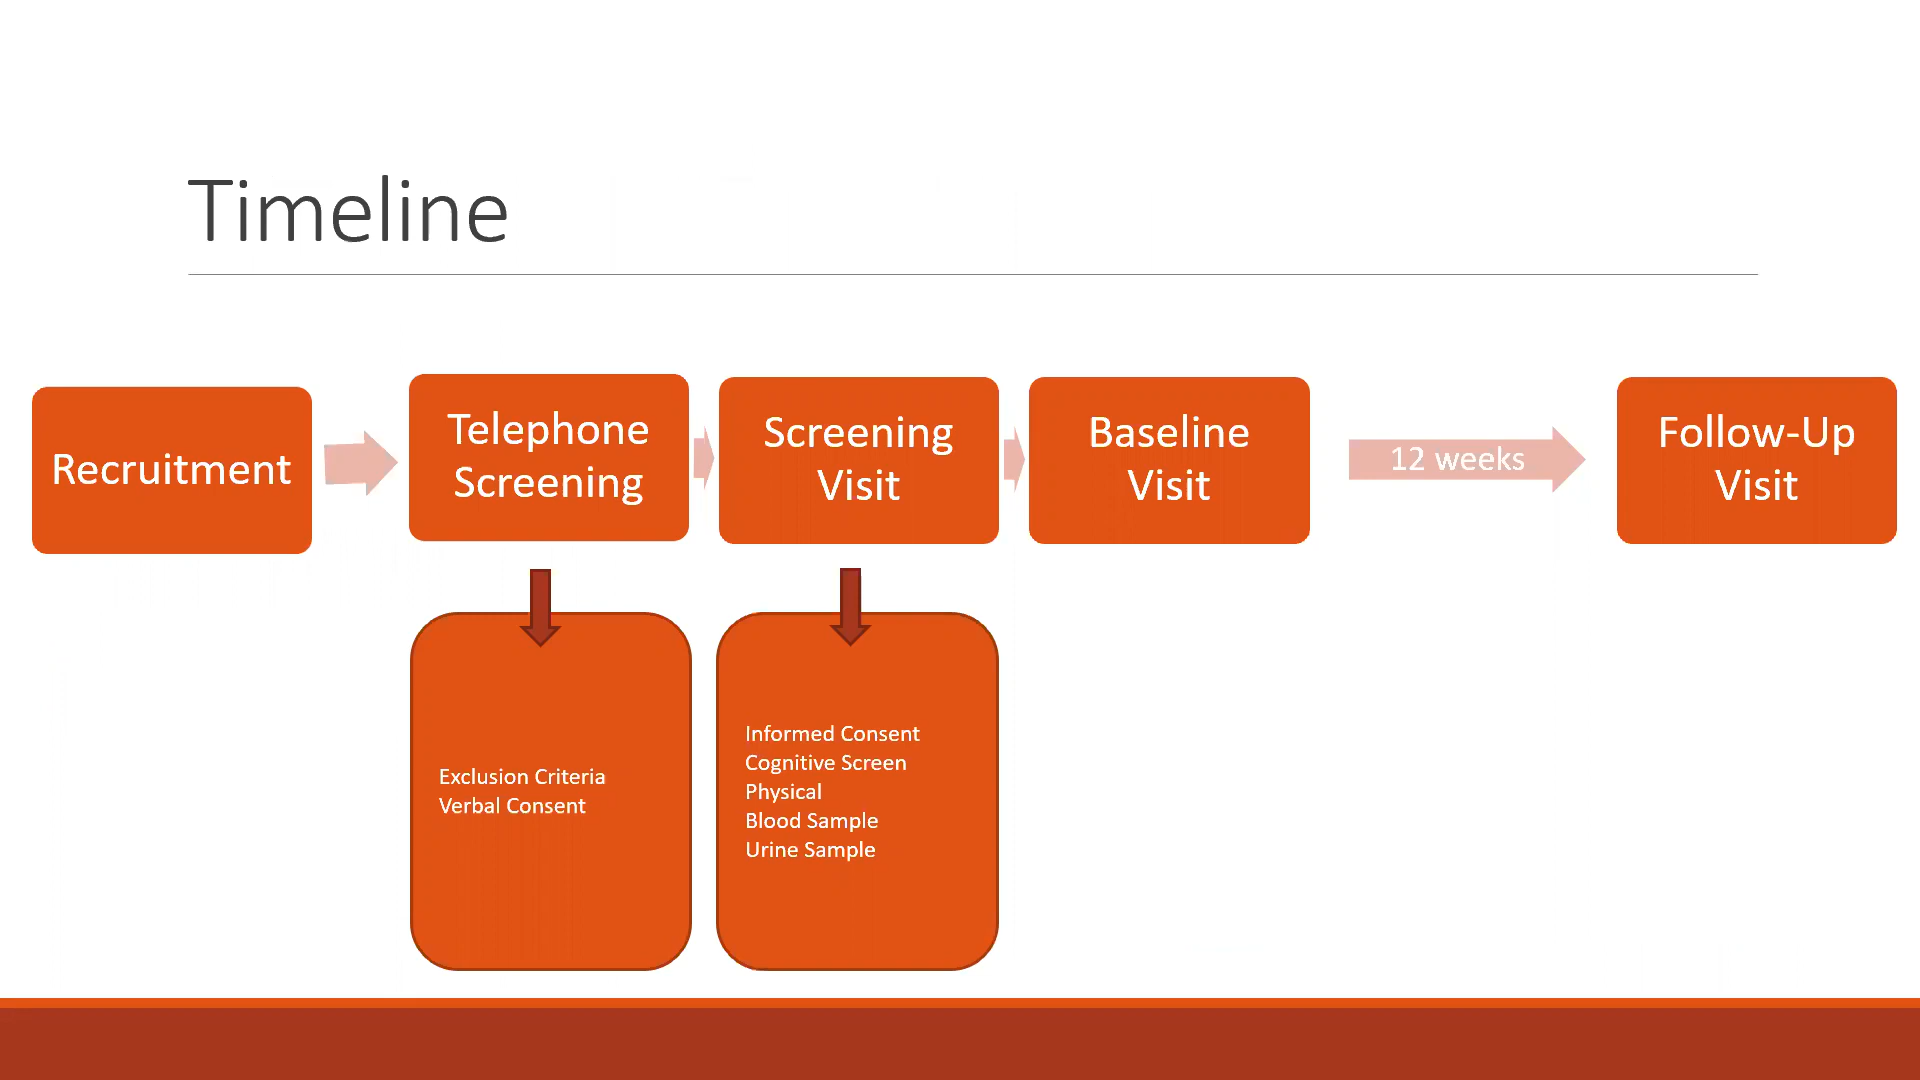 Timeline
Recruitment
Telephone
Screening
Screening
Visit
Baseline
Visit
12 weeks
Follow-Up
Visit
Exclusion Criteria
Verbal Consent
Informed Consent
Cognitive Screen
Physical
Blood Sample
Urine Sample